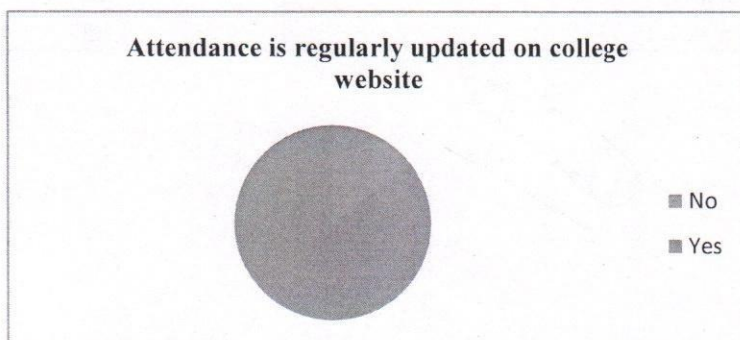 Attendance is regularly updated on college
website
No
Yes